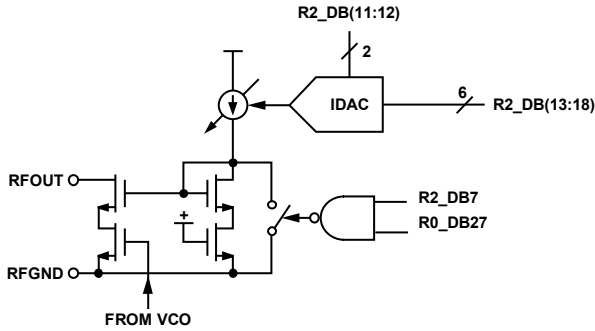 R2_DB(11:12)
2
6
IDAC
R2_DB(13:18)
RFOUT
+
R2_DB7
R0_DB27
RFGND
FROM VCO